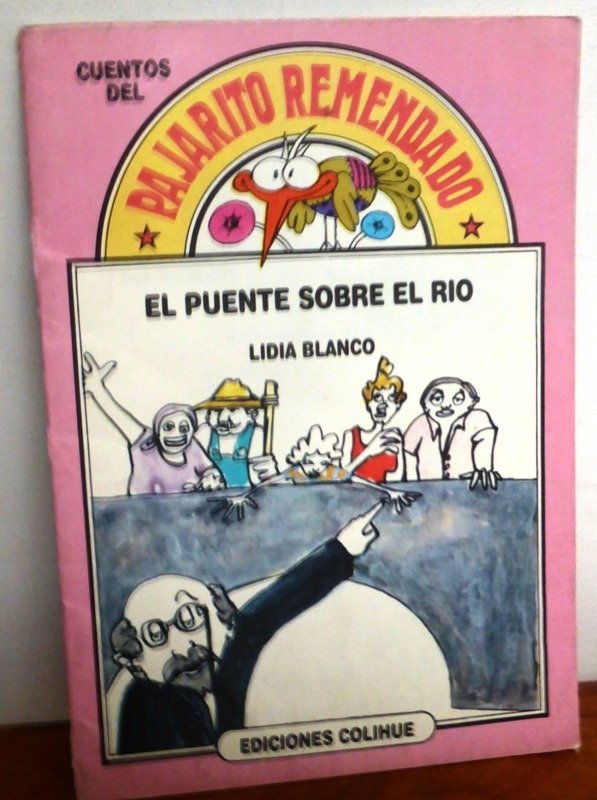 CUENTOS
DEL
PAJARITO REMENDADO
EL PUENTE SOBRE EL RIO
LIDIA BLANCO
EDICIONES COLIHUE